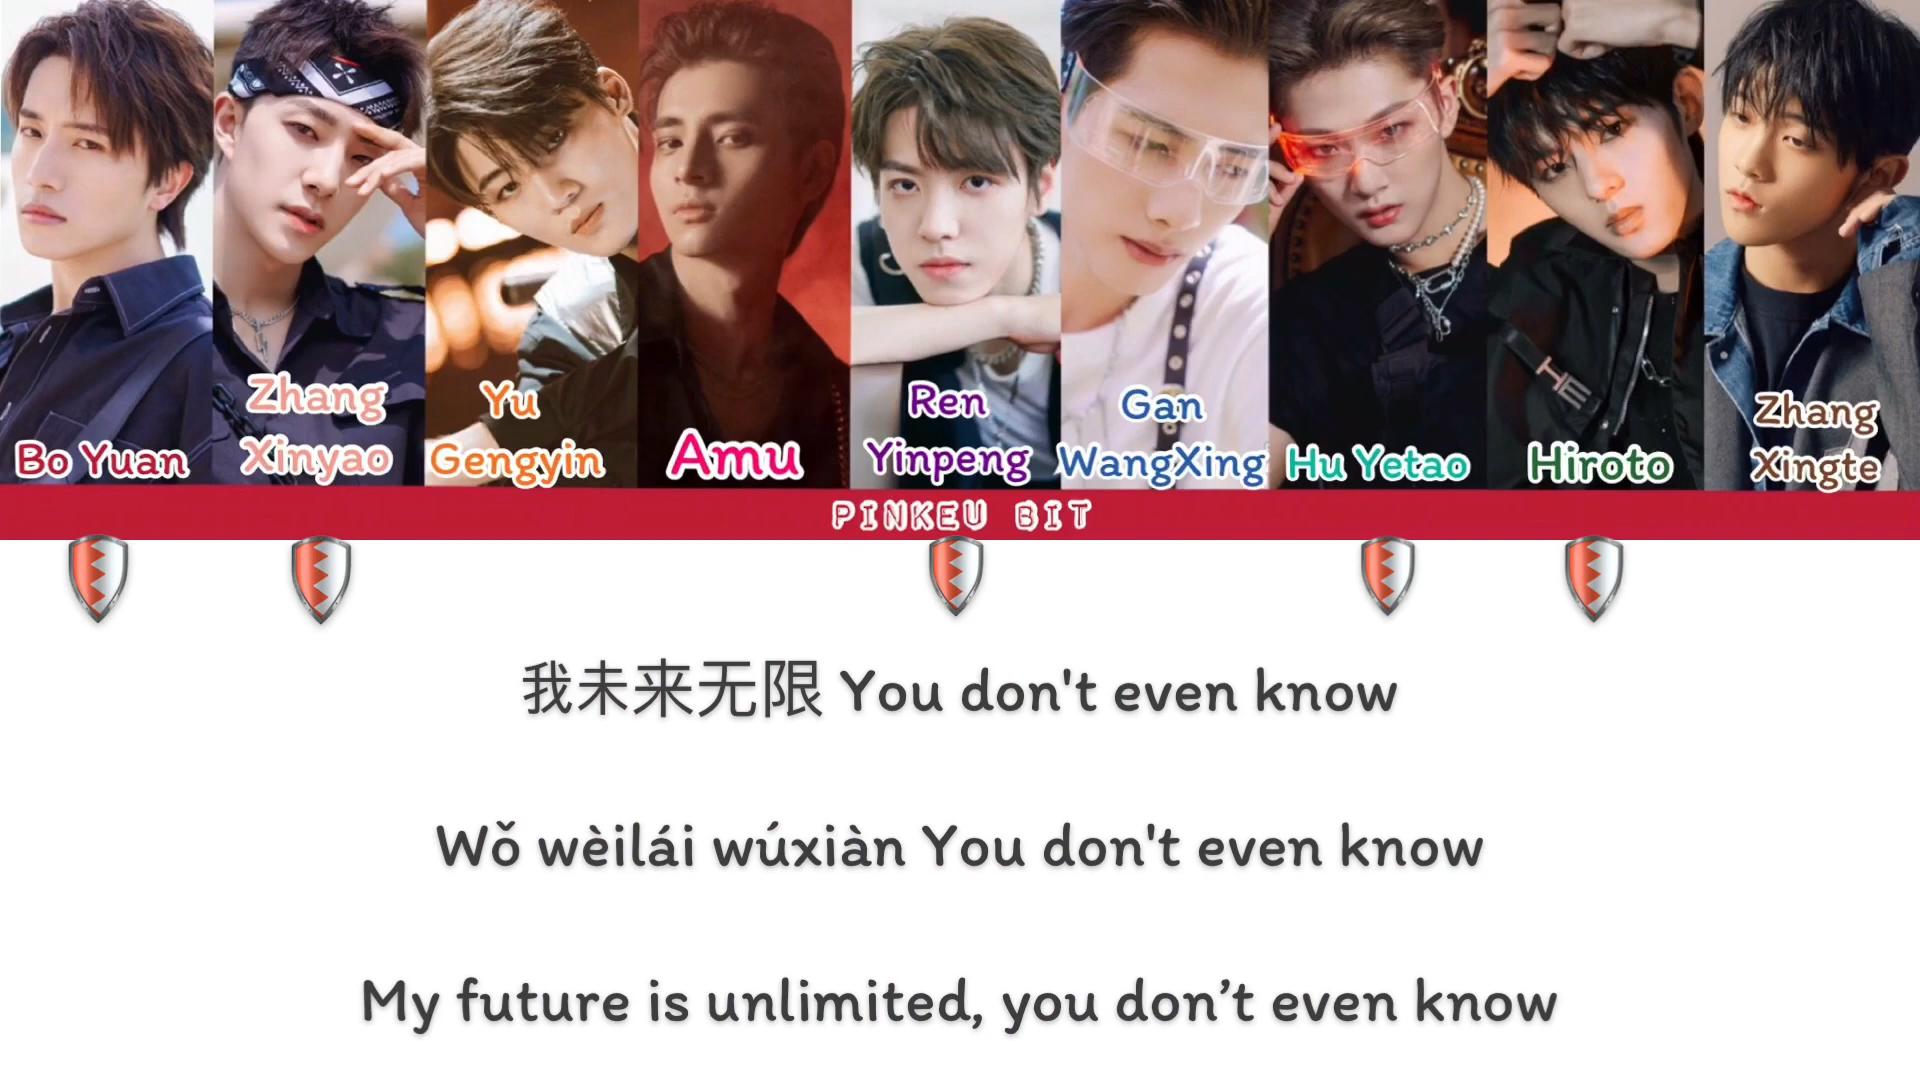 Bo Yuan
Zhang
Xinyao
Yu
Gengyin
Amu
Ren
Yinpeng
Gan
WangXing
Hu Yetao
Hiroto
Zhang
Xingte
PINKEU BIT
我未来无限 You don't even know
Wǒ wèilái wúxiàn You don't even know
My future is unlimited, you don’t even know